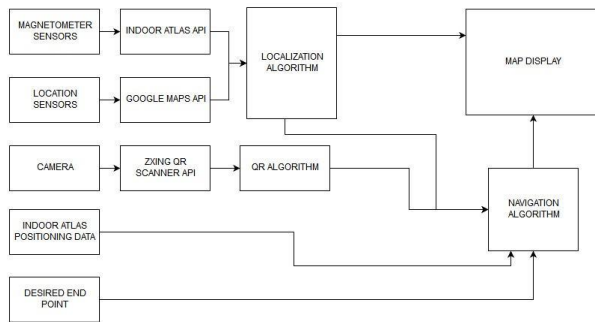 MAGNETOMETER
SENSORS
INDOOR ATLAS API
LOCALIZATION
ALGORITHM
MAP DISPLAY
LOCATION
SENSORS
GOOGLE MAPS API
CAMERA
ZXING QR
SCANNER API
QR ALGORITHM
NAVIGATION
ALGORITHM
INDOOR ATLAS
POSITIONING DATA
DESIRED END
POINT